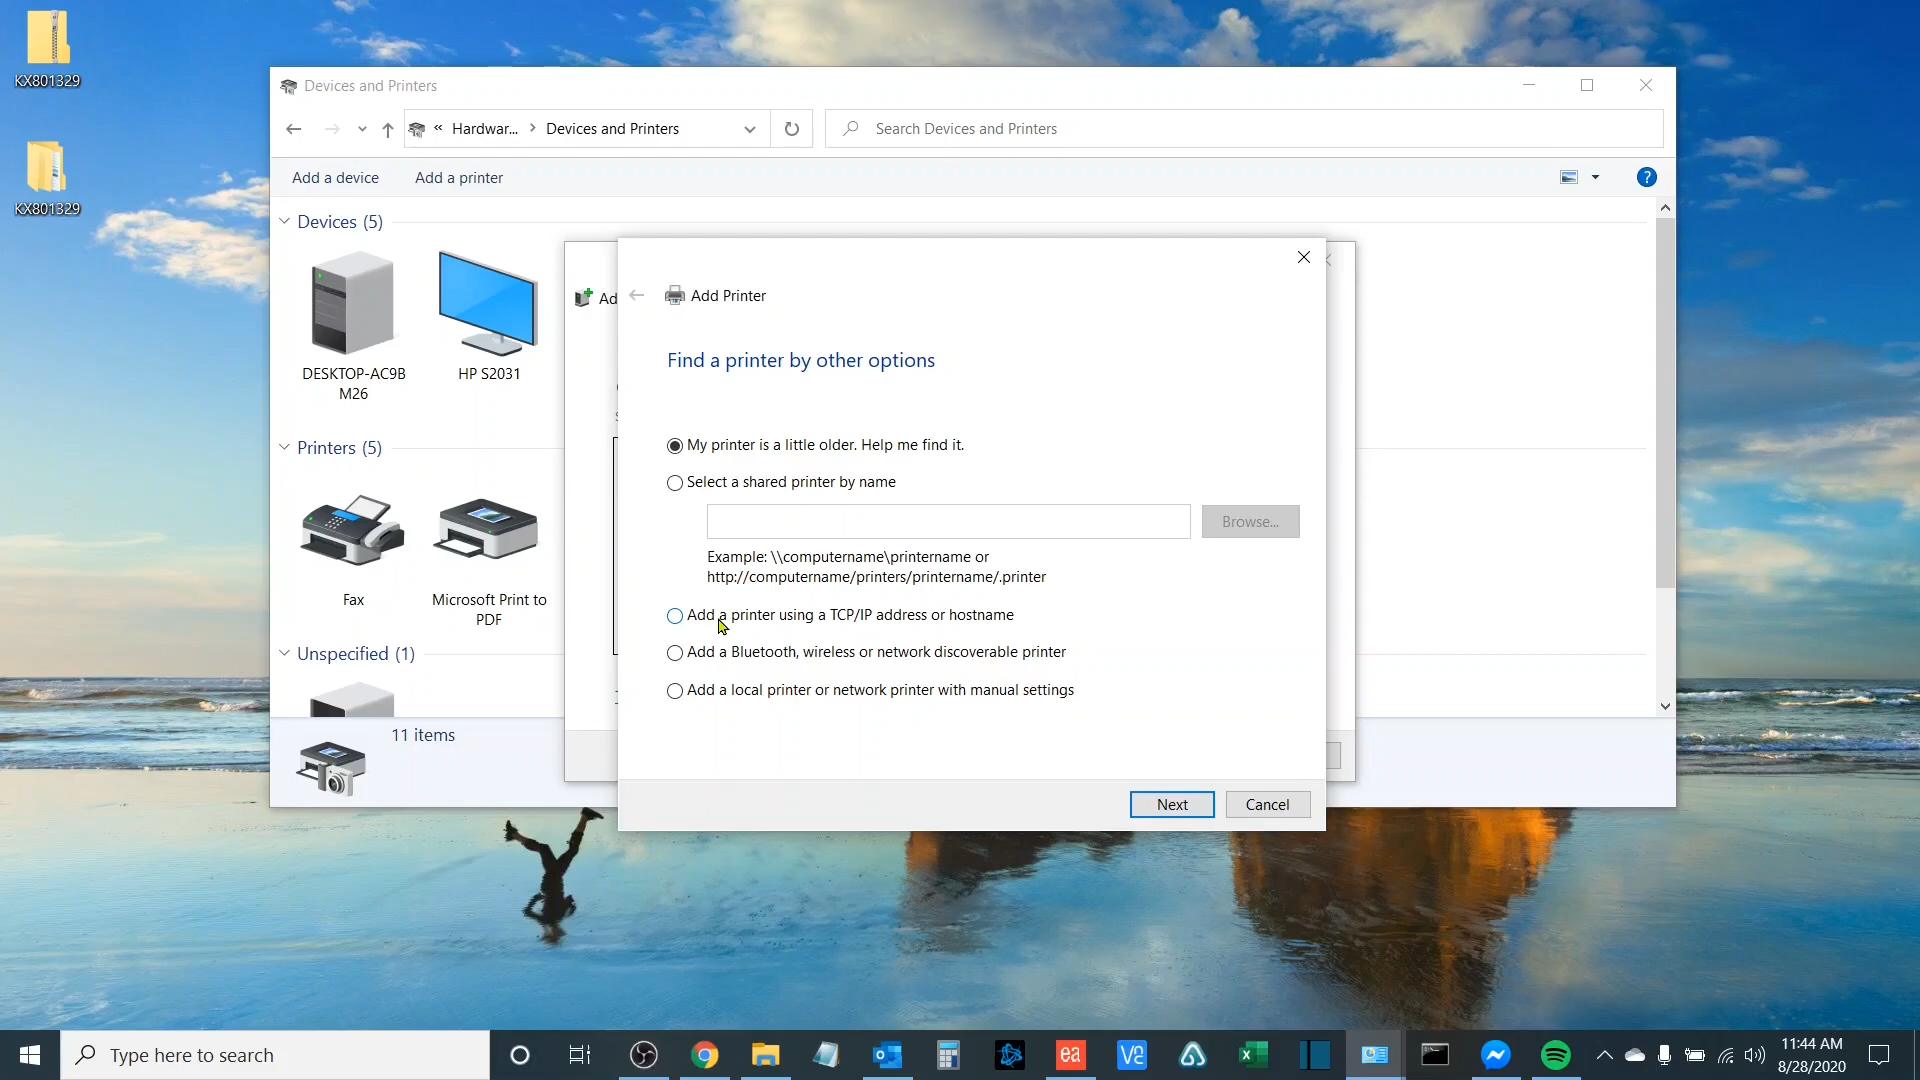 KX801329
KX801329
Devices and Printers
« Hardwar... > Devices and Printers
Search Devices and Printers
Add a device
Add a printer
?
Devices (5)
DESKTOP-AC9B
M26
HP S2031
Printers (5)
Fax
Microsoft Print to
PDF
Unspecified (1)
11 items
Ad
Add Printer
Find a printer by other options
My printer is a little older. Help me find it.
Select a shared printer by name
Browse...
Example: \\computername\printername or
http://computername/printers/printername/.printer
Add a printer using a TCP/IP address or hostname
Add a Bluetooth, wireless or network discoverable printer
Add a local printer or network printer with manual settings
Next
Cancel
Type here to search
ea
11:44 AM
8/28/2020